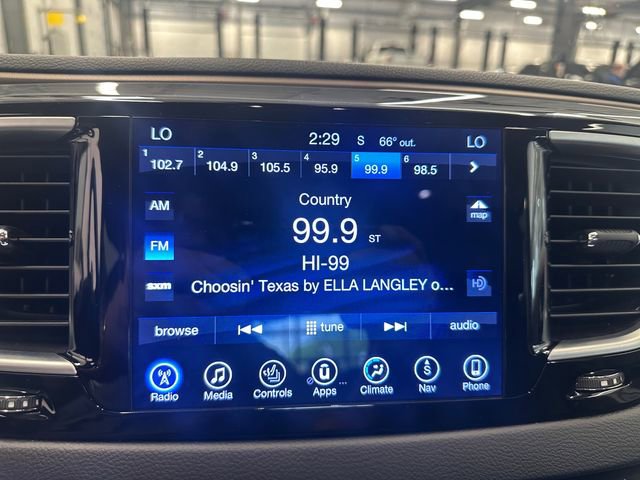 LO 2:29 S 66° out. LO
1 102.7 2 104.9 3 105.5 4 95.9 5 99.9 6 98.5
Country
AM
99.9 ST
map
FM
HI-99
sxm Choosin' Texas by ELLA LANGLEY o... HD
browse tune audio
Radio Media Controls Apps ... Climate S Nav Phone